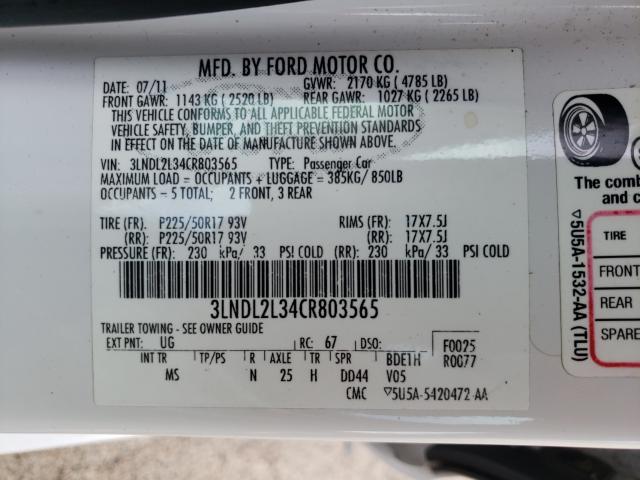 MFD. BY FORD MOTOR CO.
DATE: 07/11 GVWR: 2170 KG ( 4785 LB)
FRONT GAWR: 1143 KG ( 2520 LB) REAR GAWR: 1027 KG ( 2265 LB)
THIS VEHICLE CONFORMS TO ALL APPLICABLE FEDERAL MOTOR
VEHICLE SAFETY, BUMPER, AND THEFT PREVENTION STANDARDS
IN EFFECT ON THE DATE OF MANUFACTURE SHOWN ABOVE.
VIN: 3LNDL2L34CR803565 TYPE: Passenger Car
MAXIMUM LOAD = OCCUPANTS + LUGGAGE = 385KG/ 850LB
OCCUPANTS = 5 TOTAL; 2 FRONT, 3 REAR
TIRE (FR): P225/50R17 93V RIMS (FR): 17X7.5J
(RR): P225/50R17 93V (RR): 17X7.5J
PRESSURE (FR): 230 kPa/ 33 PSI COLD (RR): 230 kPa/ 33 PSI COLD
3LNDL2L34CR803565
TRAILER TOWING - SEE OWNER GUIDE
EXT PNT: UG RC: 67 DSO: F0025
INT TR TP/PS R AXLE TR SPR BDE1H R0077
MS N 25 H DD44 V05
CMC ▽5U5A-5420472-AA
The comb
and c
▽5U5A-1532-AA (TLU)
TIRE
FRONT
REAR
SPARE